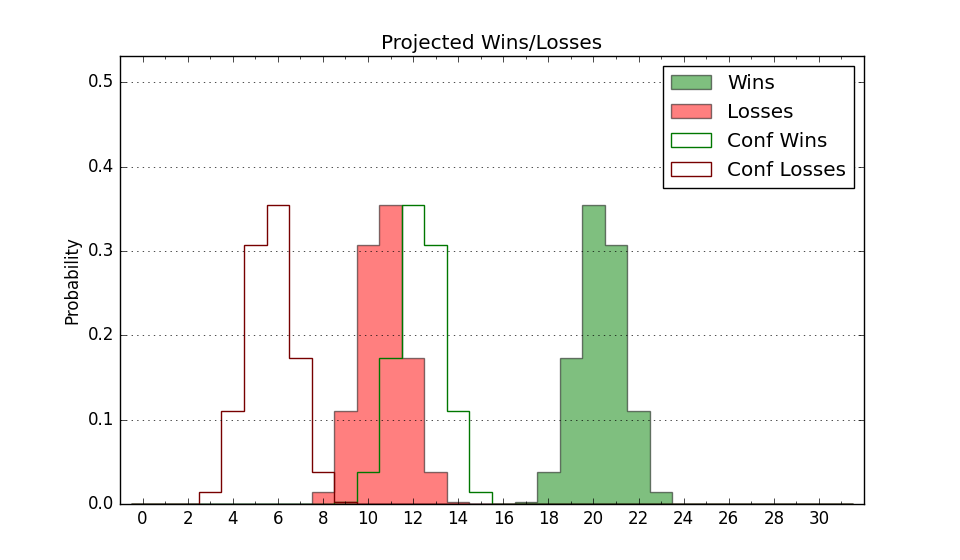 Projected Wins/Losses
Wins
Losses
Conf Wins
Conf Losses
Probability
0.5
0.4
0.3
0.2
0.1
0.0
0 2 4 6 8 10 12 14 16 18 20 22 24 26 28 30